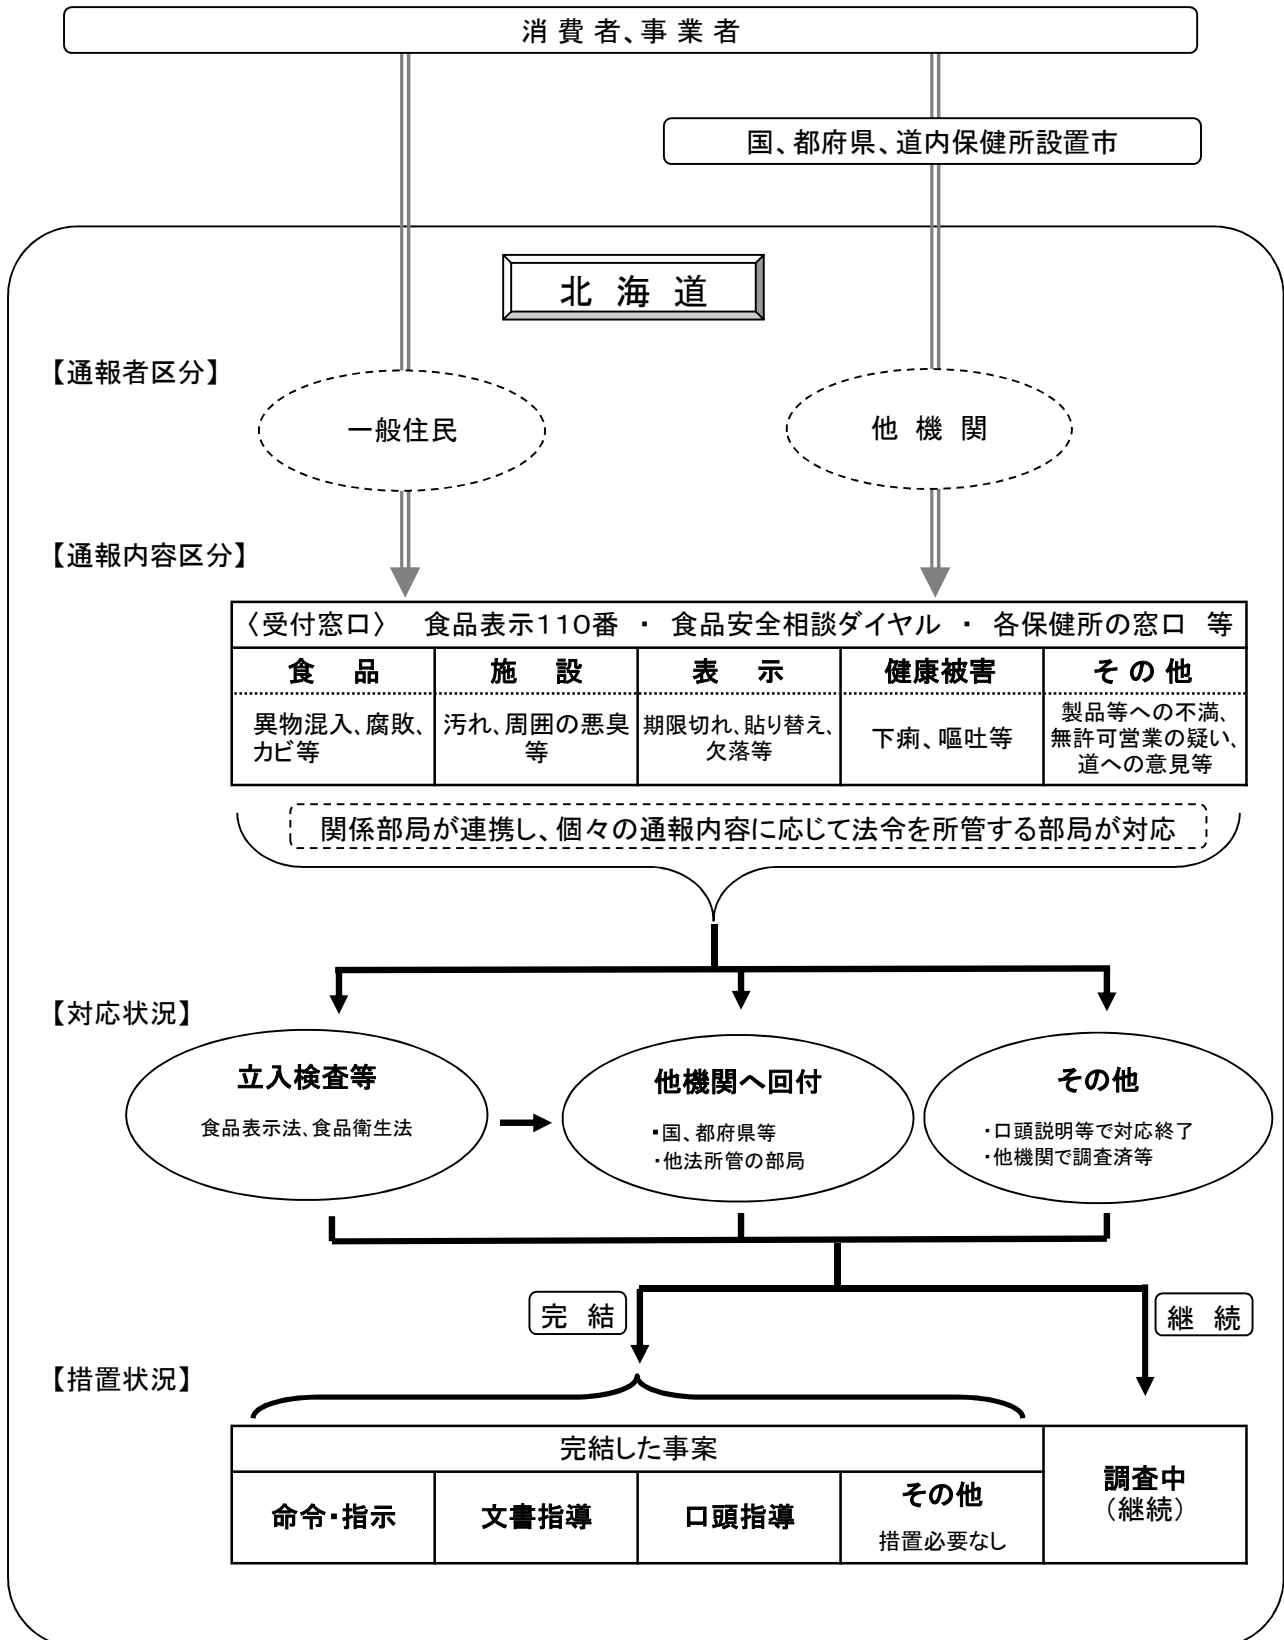 消費者、事業者
国、都府県、道内保健所設置市
北海道
【通報者区分】
一般住民
他機関
【通報内容区分】
〈受付窓口〉 食品表示110番 ・ 食品安全相談ダイヤル ・ 各保健所の窓口 等
食品
施設
表示
健康被害
その他
異物混入、腐敗、
カビ等
汚れ、周囲の悪臭
等
期限切れ、貼り替え、
欠落等
下痢、嘔吐等
製品等への不満、
無許可営業の疑い、
道への意見等
関係部局が連携し、個々の通報内容に応じて法令を所管する部局が対応
【対応状況】
立入検査等
食品表示法、食品衛生法
他機関へ回付
・国、都府県等
・他法所管の部局
その他
・口頭説明等で対応終了
・他機関で調査済等
完結
継続
【措置状況】
完結した事案
命令・指示
文書指導
口頭指導
その他
措置必要なし
調査中
（継続）